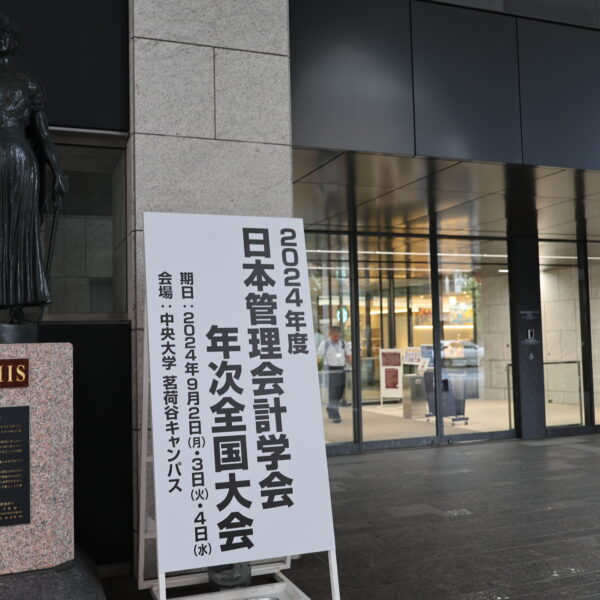 2024年度
日本管理会計学会
年次全国大会
期日：2024年9月2日(月)・3日(火)・4日(水)
会場：中央大学 茗荷谷キャンパス